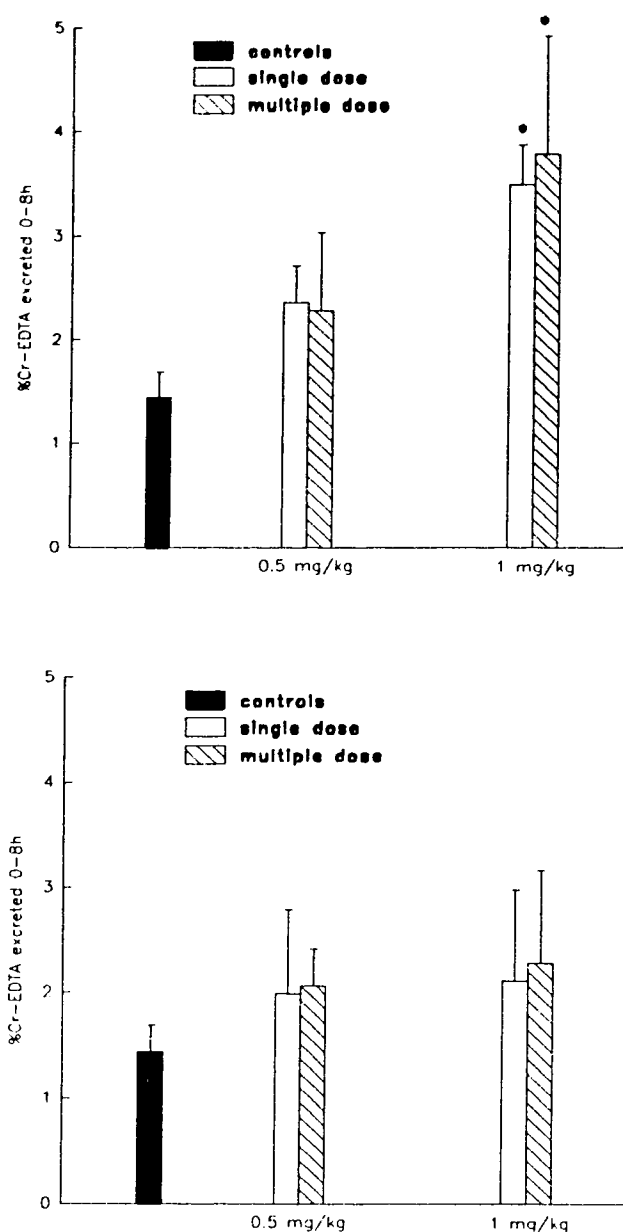 5
4
3
2
1
0
%Cr-EDTA excreted 0-8h
controls
single dose
multiple dose
0.5 mg/kg
1 mg/kg
5
4
3
2
1
0
%Cr-EDTA excreted 0-8h
controls
single dose
multiple dose
0.5 mg/kg
1 mg/kg